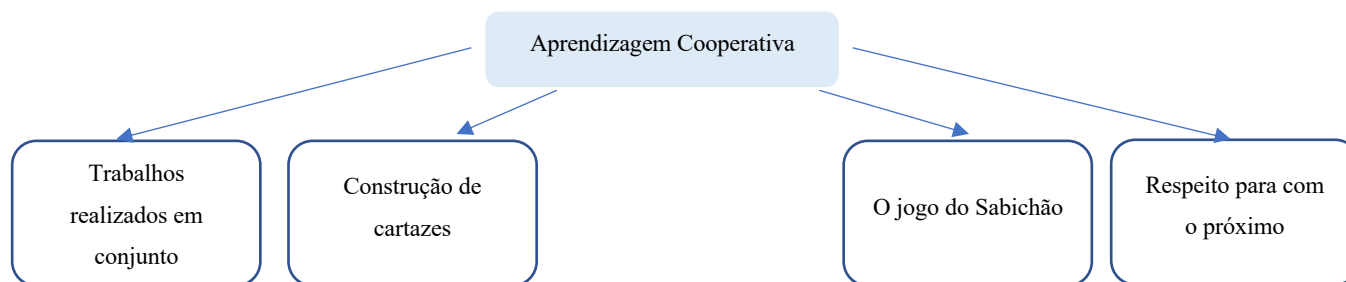 Aprendizagem Cooperativa
Trabalhos
realizados em
conjunto
Construção de
cartazes
O jogo do Sabichão
Respeito para com
o próximo